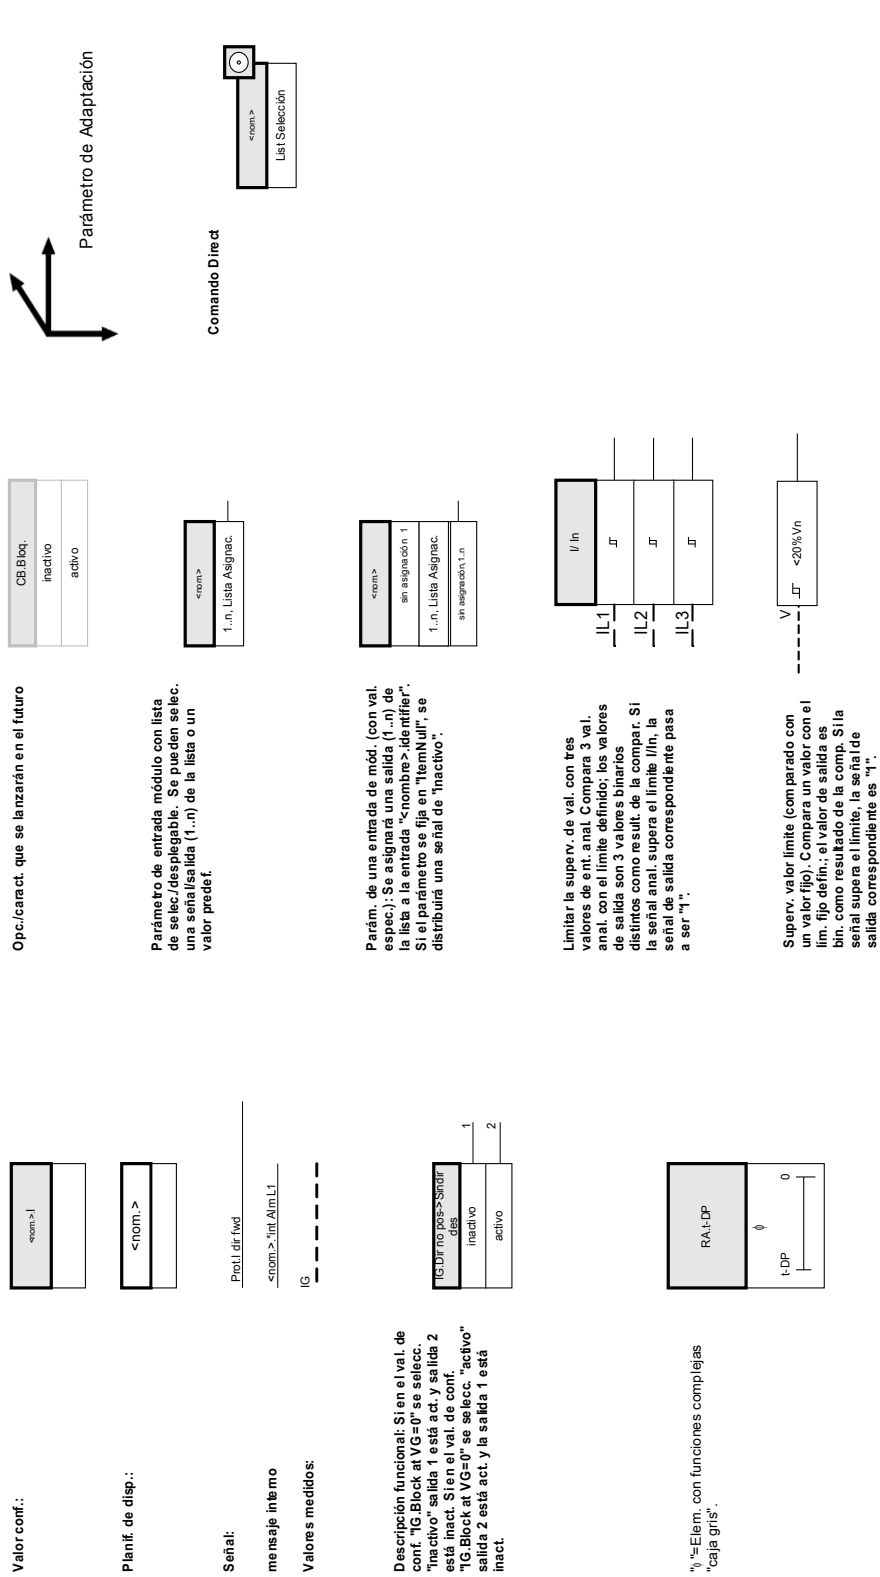 Valor conf.:
<nom.>.I
Planif. de disp.:
<nom.>
Señal:
Prot.I dir fwd
mensaje interno
<nom.>.*int Alm L1
Valores medidos:
IG
Descripción funcional: Si en el val. de
conf. "IG.Block at VG=0" se selecc.
"inactivo" salida 1 está act. y salida 2
está inact. Si en el val. de conf.
"IG.Block at VG=0" se selecc. "activo"
salida 2 está act. y la salida 1 está
inact.
IG.Dir no pos->Sindir
des
inactivo
1
activo
2
"ϕ"=Elem. con funciones complejas
"caja gris".
RA.t-DP
ϕ
t-DP
0
Opc./caract. que se lanzarán en el futuro
CB.Bloq.
inactivo
activo
Parámetro de entrada módulo con lista
de selec./desplegable. Se pueden selec.
una señal/salida (1..n) de la lista o un
valor predef.
<nom>
1..n, Lista Asignac.
Parám. de una entrada de mód. (con val.
espec.): Se asignará una salida (1..n) de
la lista a la entrada "<nombre>.identifier".
Si el parámetro se fija en "ItemNull", se
distribuirá una señal de "inactivo".
<nom>
sin asignación 1
1..n, Lista Asignac.
sin asignación,1..n
Limitar la superv. de val. con tres
valores de ent. anal. Compara 3 val.
anal. con el límite definido; los valores
de salida son 3 valores binarios
distintos como result. de la compar. Si
la señal anal. supera el límite I/In, la
señal de salida correspondiente pasa
a ser "1".
I/ In
IL1
IL2
IL3
Superv. valor límite (comparado con
un valor fijo). Compara un valor con el
lím. fijo defin.; el valor de salida es
bin. como resultado de la comp. Si la
señal supera el límite, la señal de
salida correspondiente es "1".
V
<20%Vn
Parámetro de Adaptación
Comando Direct
<nom.>
List Selección